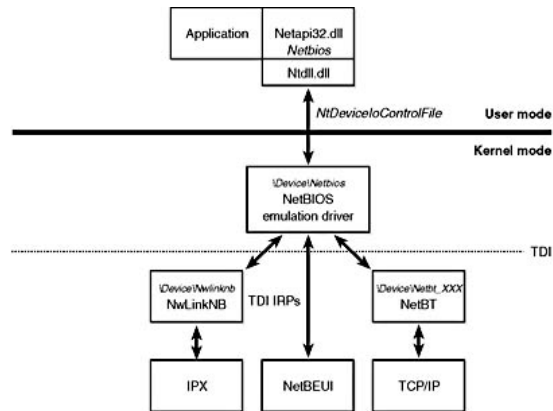 Application
Netapi32.dll
Netbios
Ntdll.dll
NtDeviceIoControlFile
User mode
Kernel mode
\Device\Netbios
NetBIOS
emulation driver
TDI
\Device\Nwlinknb
NwLinkNB
TDI IRPs
\Device\Netbt_XXX
NetBT
IPX
NetBEUI
TCP/IP